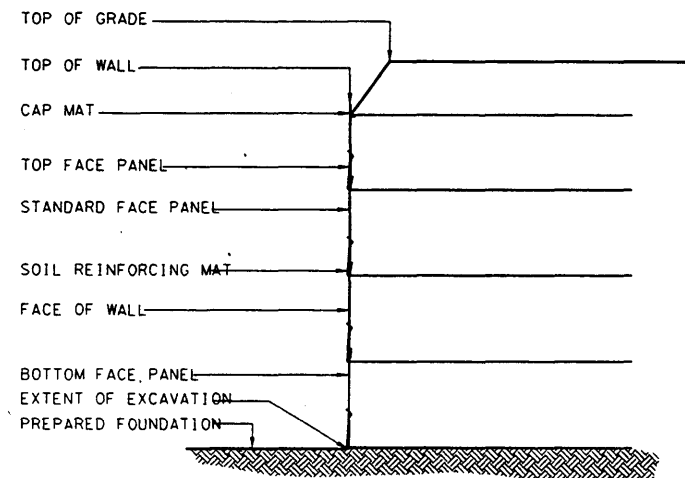 TOP OF GRADE
TOP OF WALL
CAP MAT
TOP FACE PANEL
STANDARD FACE PANEL
SOIL REINFORCING MAT
FACE OF WALL
BOTTOM FACE PANEL
EXTENT OF EXCAVATION
PREPARED FOUNDATION